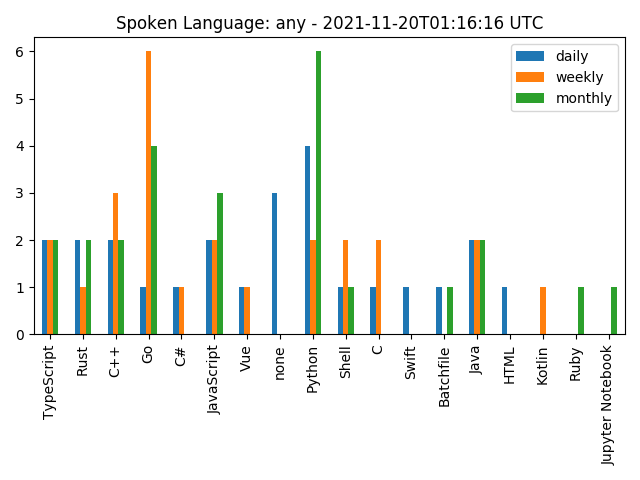 Spoken Language: any - 2021-11-20T01:16:16 UTC
daily
weekly
monthly
6
5
4
3
2
1
0
TypeScript
Rust
C++
Go
C#
JavaScript
Vue
none
Python
Shell
C
Swift
Batchfile
Java
HTML
Kotlin
Ruby
Jupyter Notebook